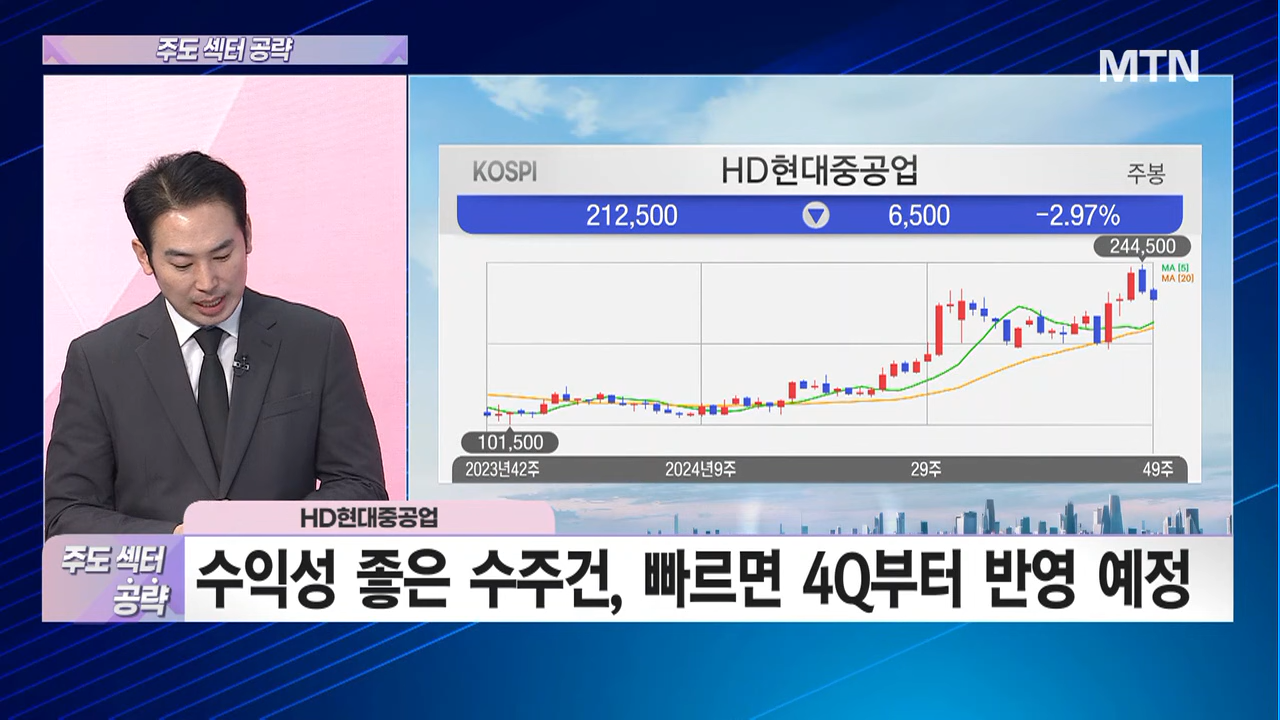 주도 섹터 공략
MTN
KOSPI
HD현대중공업
주봉
212,500 6,500 -2.97%
244,500
MA [5]
MA [20]
101,500
2023년42주 2024년9주 29주 49주
HD현대중공업
주도 섹터
공략
수익성 좋은 수주건, 빠르면 4Q부터 반영 예정